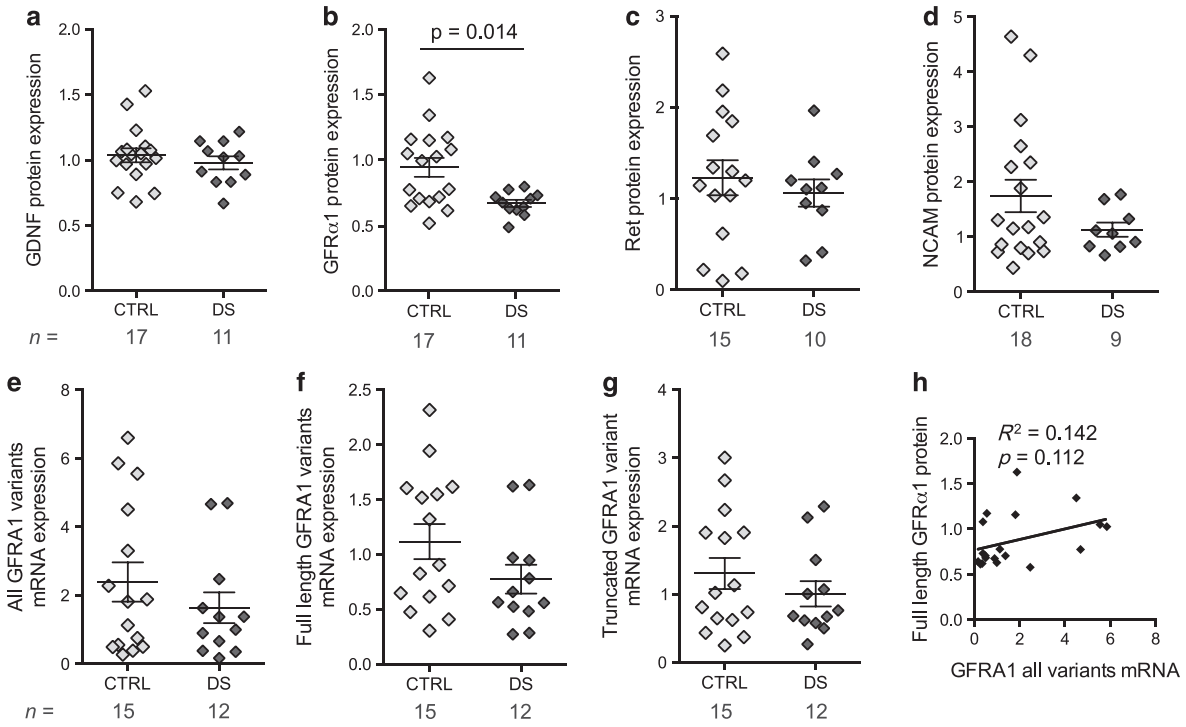 a
GDNF protein expression
2.0
1.5
1.0
0.5
0.0
CTRL DS
n = 17 11
b
GFRα1 protein expression
2.0
1.5
1.0
0.5
0.0
p = 0.014
CTRL DS
17 11
c
Ret protein expression
3
2
1
0
CTRL DS
15 10
d
NCAM protein expression
5
4
3
2
1
0
CTRL DS
18 9
e
All GFRA1 variants
mRNA expression
8
6
4
2
0
CTRL DS
n = 15 12
f
Full length GFRA1 variants
mRNA expression
2.5
2.0
1.5
1.0
0.5
0.0
CTRL DS
15 12
g
Truncated GFRA1 variant
mRNA expression
4
3
2
1
0
CTRL DS
15 12
h
Full length GFRα1 protein
R² = 0.142
p = 0.112
2.0
1.5
1.0
0.5
0.0
0 2 4 6 8
GFRA1 all variants mRNA